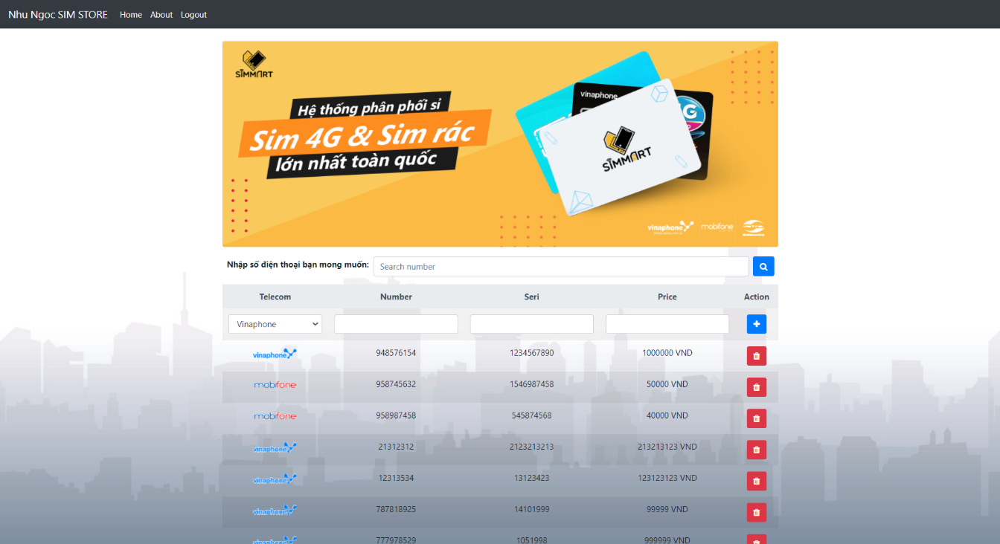 Nhu Ngoc SIM STORE Home About Logout
SIMMART
Hệ thống phân phối sỉ
Sim 4G & Sim rác
lớn nhất toàn quốc
vinaphone
G
SIMMART
vinaphone mobifone
Nhập số điện thoại bạn mong muốn: Search number
Telecom Number Seri Price Action
Vinaphone
vinaphone 948576154 1234567890 1000000 VND
mobifone 958745632 1546987458 50000 VND
mobifone 958987458 545874568 40000 VND
vinaphone 21312312 2123213213 213213123 VND
vinaphone 12313534 13123423 123123123 VND
vinaphone 787818925 14101999 99999 VND
vinaphone 777978529 1051998 999999 VND